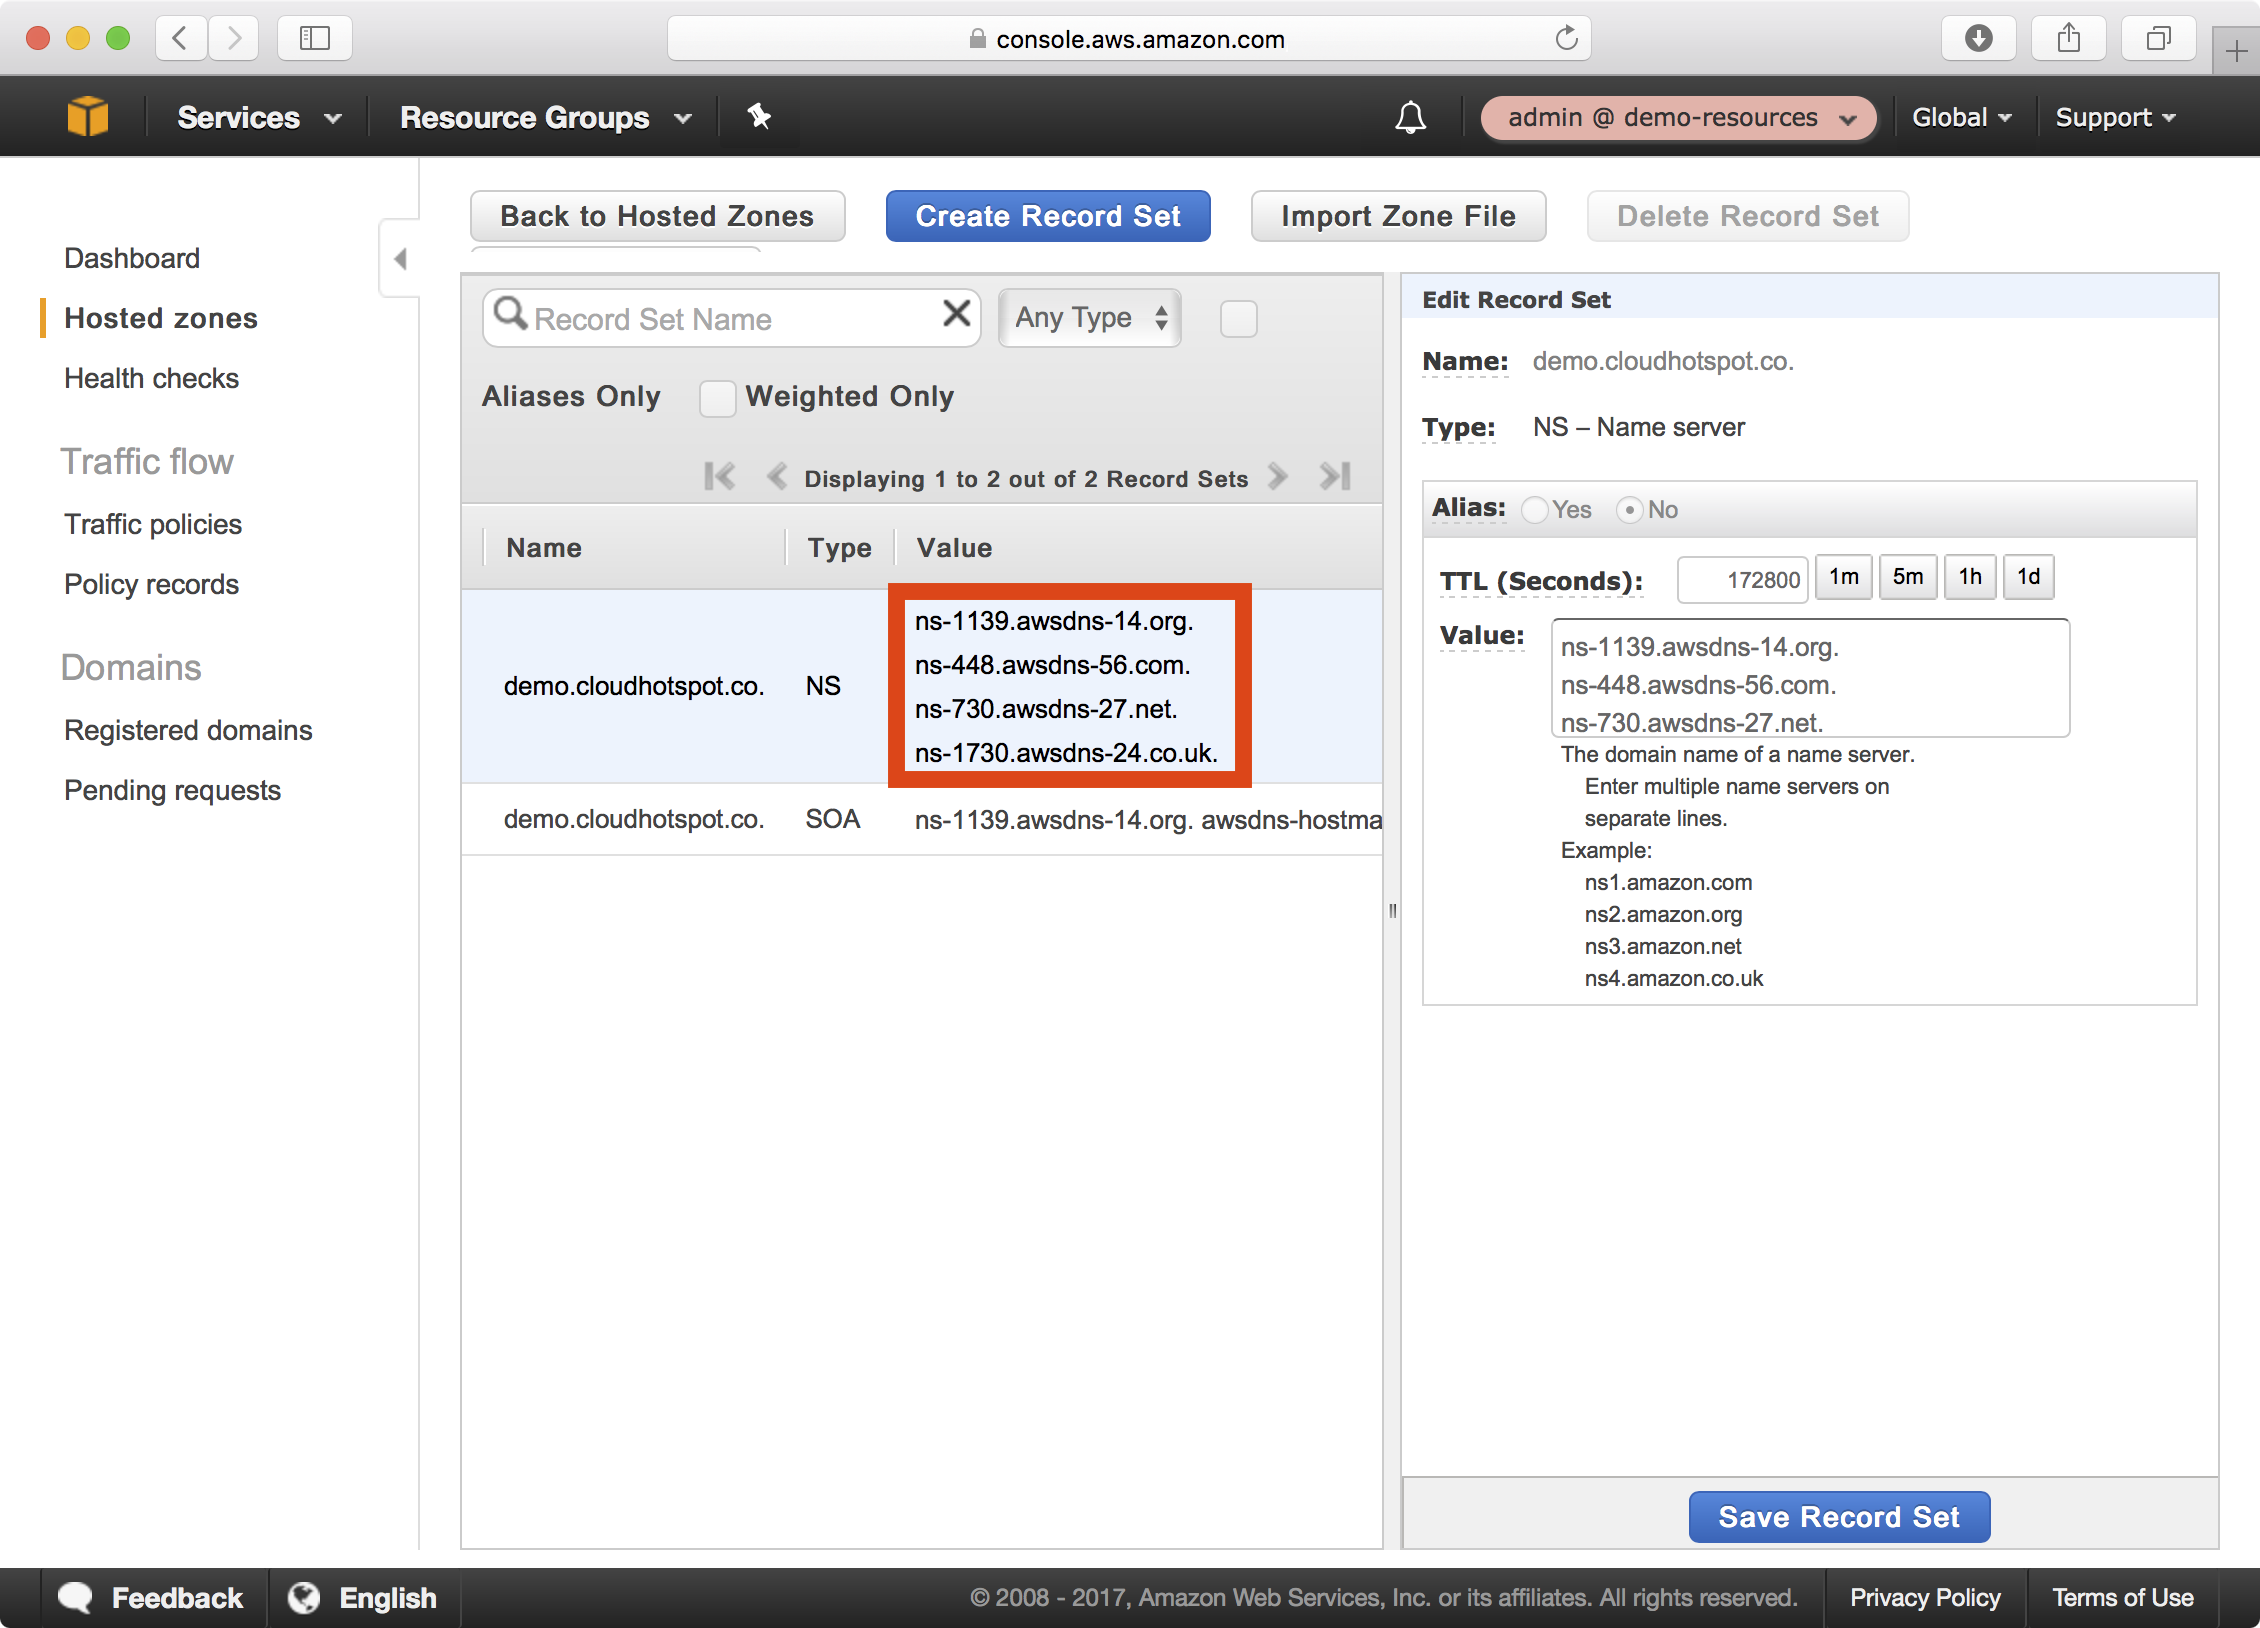 console.aws.amazon.com
Services
Resource Groups
admin @ demo-resources
Global
Support
Back to Hosted Zones
Create Record Set
Import Zone File
Delete Record Set
Dashboard
Hosted zones
Health checks
Traffic flow
Traffic policies
Policy records
Domains
Registered domains
Pending requests
Record Set Name
Any Type
Aliases Only
Weighted Only
Displaying 1 to 2 out of 2 Record Sets
Name Type Value
demo.cloudhotspot.co. NS
ns-1139.awsdns-14.org.
ns-448.awsdns-56.com.
ns-730.awsdns-27.net.
ns-1730.awsdns-24.co.uk.
demo.cloudhotspot.co. SOA ns-1139.awsdns-14.org. awsdns-hostma
Edit Record Set
Name: demo.cloudhotspot.co.
Type: NS – Name server
Alias: Yes No
TTL (Seconds): 172800 1m 5m 1h 1d
Value:
ns-1139.awsdns-14.org.
ns-448.awsdns-56.com.
ns-730.awsdns-27.net.
The domain name of a name server.
Enter multiple name servers on
separate lines.
Example:
ns1.amazon.com
ns2.amazon.org
ns3.amazon.net
ns4.amazon.co.uk
Save Record Set
Feedback
English
© 2008 - 2017, Amazon Web Services, Inc. or its affiliates. All rights reserved.
Privacy Policy
Terms of Use